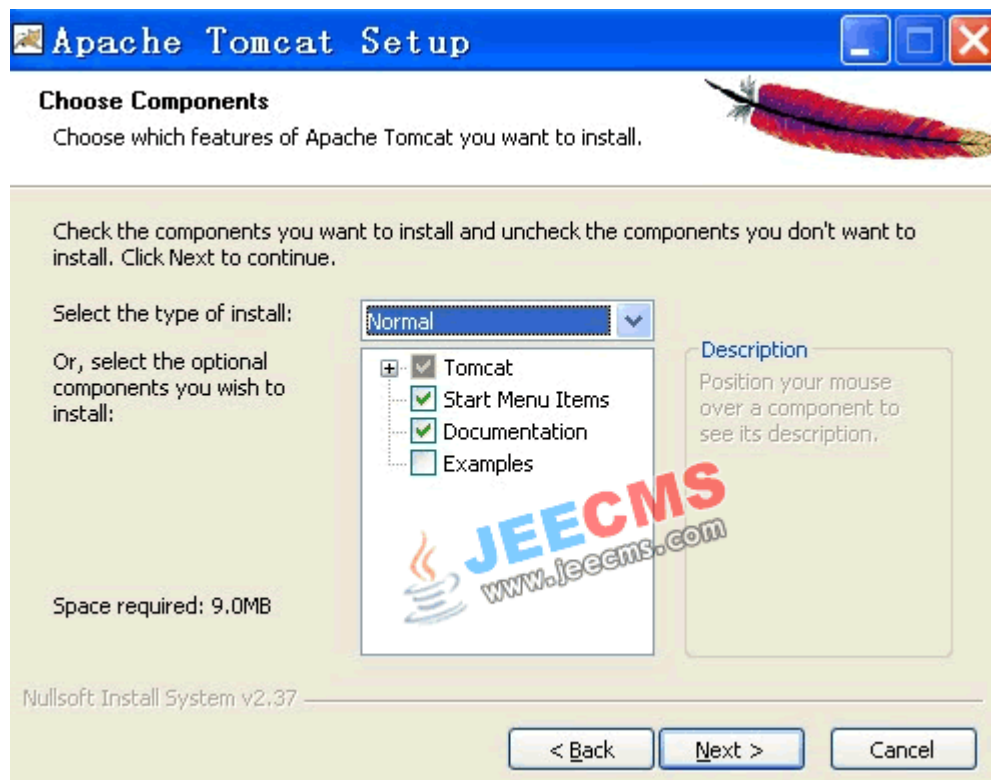 Apache Tomcat Setup
Choose Components
Choose which features of Apache Tomcat you want to install.
Check the components you want to install and uncheck the components you don't want to
install. Click Next to continue.
Select the type of install:
Normal
Or, select the optional
components you wish to
install:
Tomcat
Start Menu Items
Documentation
Examples
Description
Position your mouse
over a component to
see its description.
JEECMS
www.jeecms.com
Space required: 9.0MB
Nullsoft Install System v2.37
< Back
Next >
Cancel